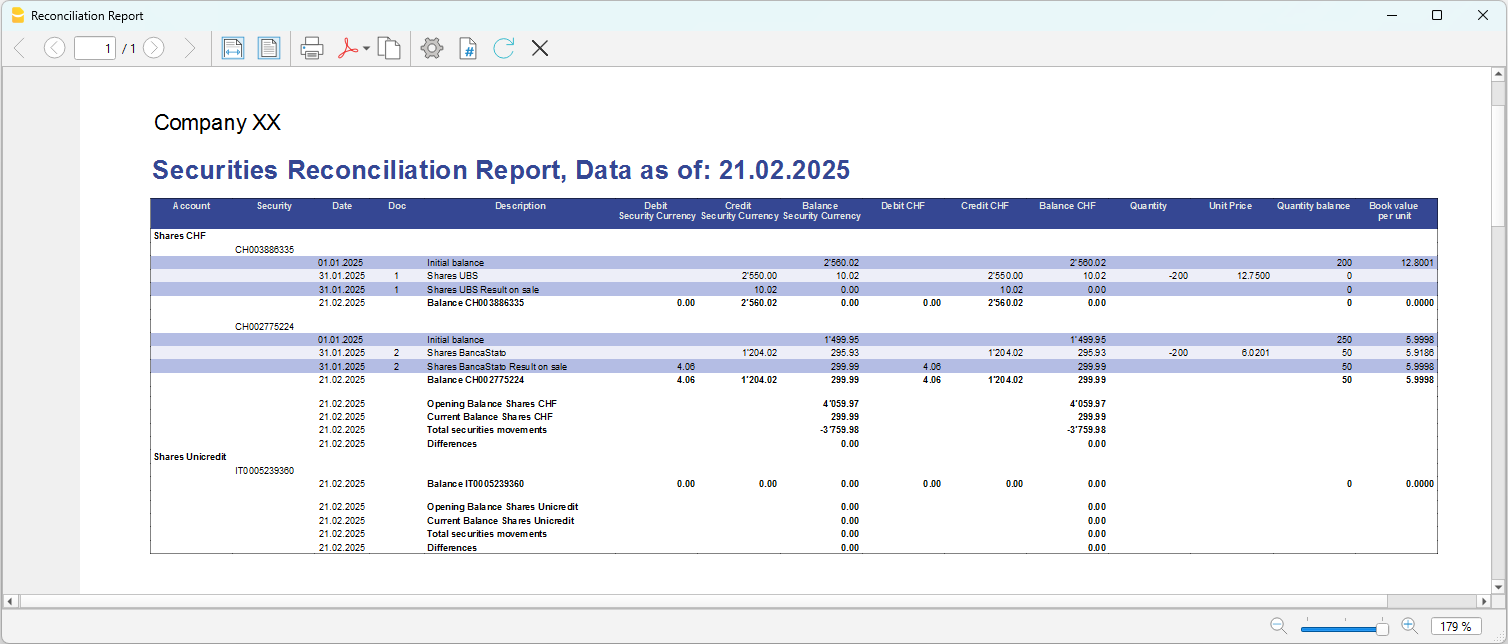 Reconciliation Report
1 / 1
#
Company XX
Securities Reconciliation Report, Data as of: 21.02.2025
Account Security Date Doc Description Debit Security Currency Credit Security Currency Balance Security Currency Debit CHF Credit CHF Balance CHF Quantity Unit Price Quantity balance Book value per unit
Shares CHF
CH003886335
01.01.2025 Initial balance 2'560.02 2'560.02 200 12.8001
31.01.2025 1 Shares UBS 2'550.00 10.02 2'550.00 10.02 -200 12.7500 0
31.01.2025 1 Shares UBS Result on sale 10.02 0.00 10.02 0.00 0
21.02.2025 Balance CH003886335 0.00 2'560.02 0.00 0.00 2'560.02 0.00 0 0.0000
CH002775224
01.01.2025 Initial balance 1'499.95 1'499.95 250 5.9998
31.01.2025 2 Shares BancaStato 1'204.02 295.93 1'204.02 295.93 -200 6.0201 50 5.9186
31.01.2025 2 Shares BancaStato Result on sale 4.06 299.99 4.06 299.99 50 5.9998
21.02.2025 Balance CH002775224 4.06 1'204.02 299.99 4.06 1'204.02 299.99 50 5.9998
21.02.2025 Opening Balance Shares CHF 4'059.97 4'059.97
21.02.2025 Current Balance Shares CHF 299.99 299.99
21.02.2025 Total securities movements -3'759.98 -3'759.98
21.02.2025 Differences 0.00 0.00
Shares Unicredit
IT0005239360
21.02.2025 Balance IT0005239360 0.00 0.00 0.00 0.00 0.00 0.00 0 0.0000
21.02.2025 Opening Balance Shares Unicredit 0.00 0.00
21.02.2025 Current Balance Shares Unicredit 0.00 0.00
21.02.2025 Total securities movements 0.00 0.00
21.02.2025 Differences 0.00 0.00
179 %